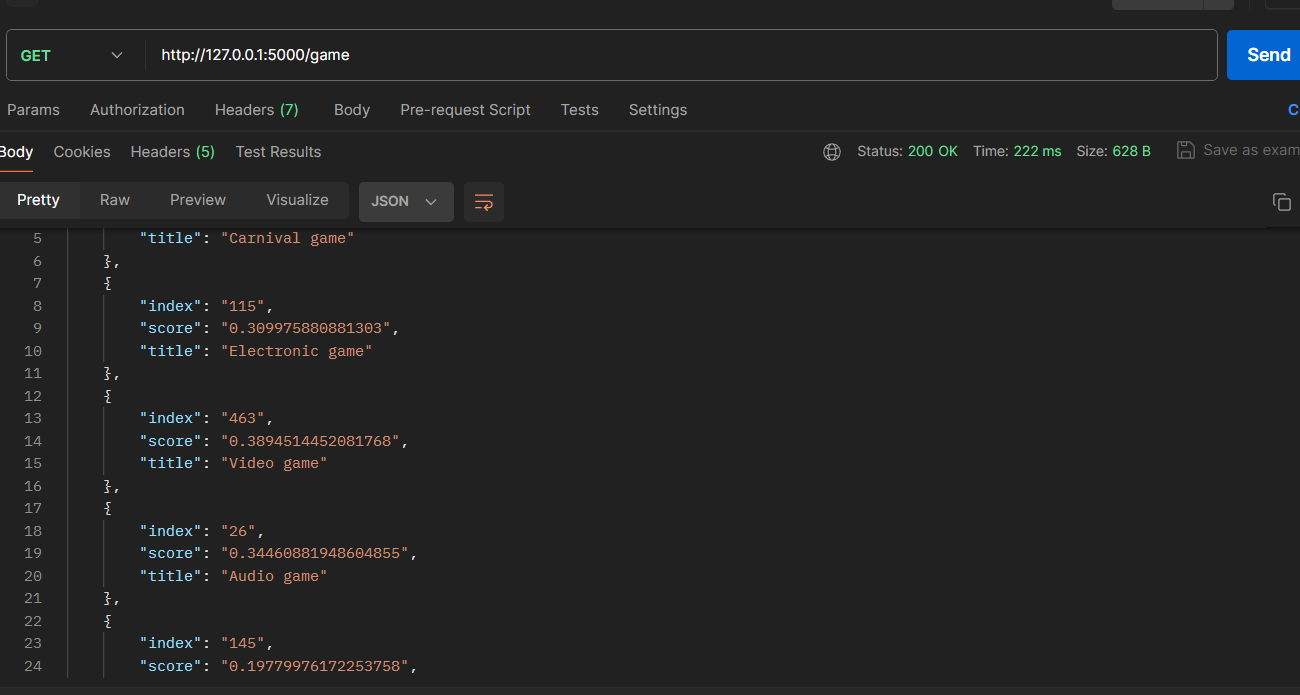 GET http://127.0.0.1:5000/game Send
Params Authorization Headers (7) Body Pre-request Script Tests Settings
Body Cookies Headers (5) Test Results Status: 200 OK Time: 222 ms Size: 628 B Save as exam
Pretty Raw Preview Visualize JSON
5 "title": "Carnival game"
6 },
7 {
8 "index": "115",
9 "score": "0.309975880881303",
10 "title": "Electronic game"
11 },
12 {
13 "index": "463",
14 "score": "0.3894514452081768",
15 "title": "Video game"
16 },
17 {
18 "index": "26",
19 "score": "0.34460881948604855",
20 "title": "Audio game"
21 },
22 {
23 "index": "145",
24 "score": "0.19779976172253758",